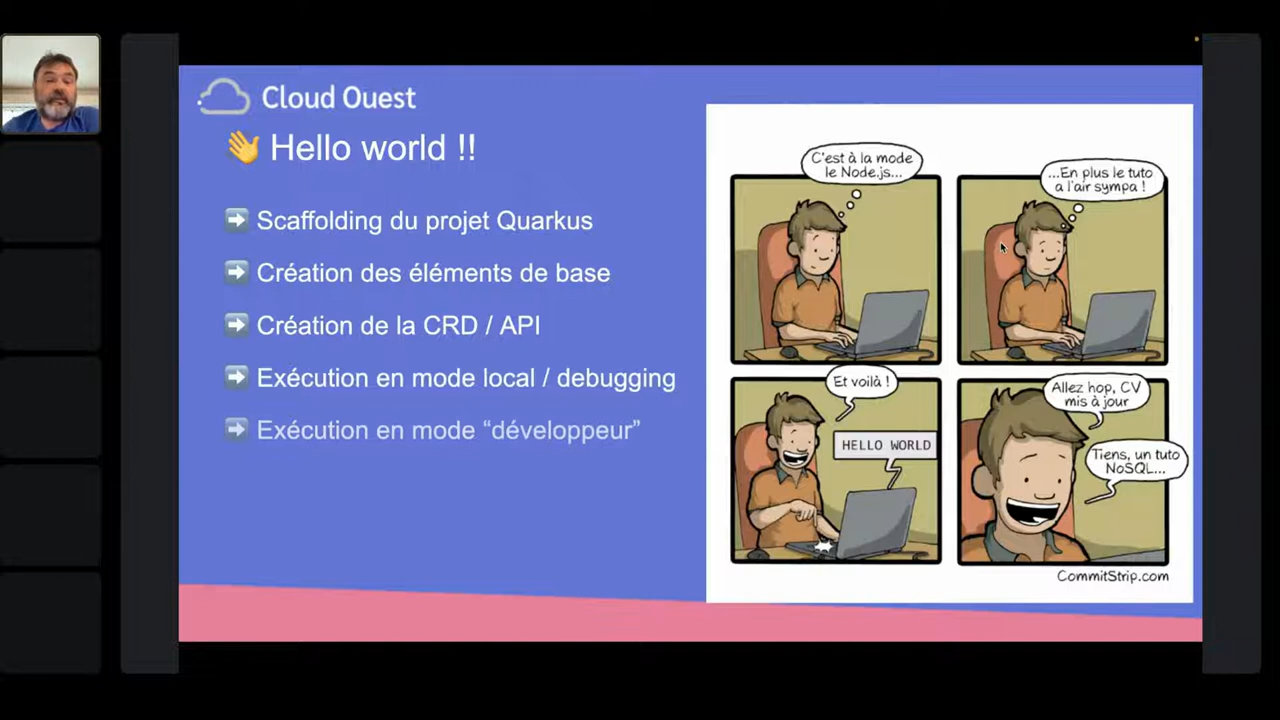 Cloud Ouest
👋 Hello world !!
➡️ Scaffolding du projet Quarkus
➡️ Création des éléments de base
➡️ Création de la CRD / API
➡️ Exécution en mode local / debugging
➡️ Exécution en mode “développeur”
C'est à la mode
le Node.js...
...En plus le tuto
a l'air sympa !
Et voilà !
HELLO WORLD
Allez hop, CV
mis à jour
Tiens, un tuto
NoSQL...
CommitStrip.com